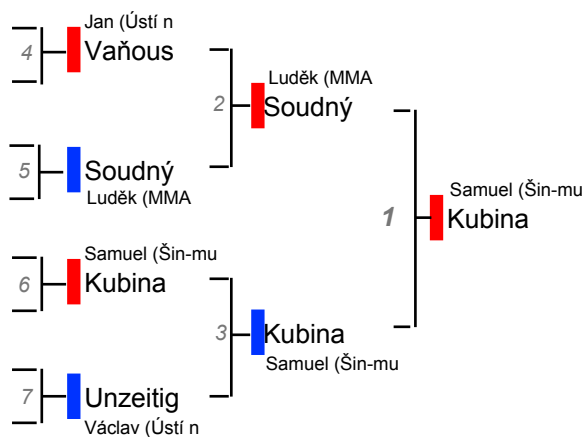 Jan (Ústí n
4
Vaňous
Luděk (MMA
2
Soudný
5
Soudný
Luděk (MMA
Samuel (Šin-mu
1
Kubina
Samuel (Šin-mu
6
Kubina
3
Kubina
Samuel (Šin-mu
7
Unzeitig
Václav (Ústí n